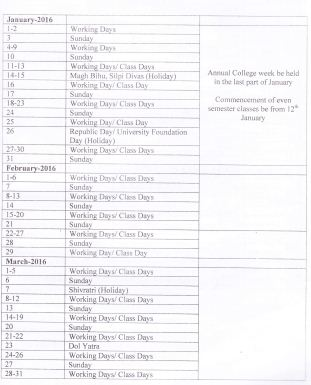 January-2016
1-2 Working Days
3 Sunday
4-9 Working Days
10 Sunday
11-13 Working Days/ Class Days
14-15 Magh Bihu, Silpi Divas (Holiday)
16 Working Day/ Class Day
17 Sunday
18-23 Working Days/ Class Days
24 Sunday
25 Working Day/ Class Day
26 Republic Day/ University Foundation
Day (Holiday)
27-30 Working Days/ Class Days
31 Sunday
Annual College week be held
in the last part of January
Commencement of even
semester classes be from 12th
January
February-2016
1-6 Working Days/ Class Days
7 Sunday
8-13 Working Days/ Class Days
14 Sunday
15-20 Working Days/ Class Days
21 Sunday
22-27 Working Days/ Class Days
28 Sunday
29 Working Day/ Class Day
March-2016
1-5 Working Days/ Class Days
6 Sunday
7 Shivratri (Holiday)
8-12 Working Days/ Class Days
13 Sunday
14-19 Working Days/ Class Days
20 Sunday
21-22 Working Days/ Class Days
23 Dol Yatra
24-26 Working Days/ Class Days
27 Sunday
28-31 Working Days/ Class Days